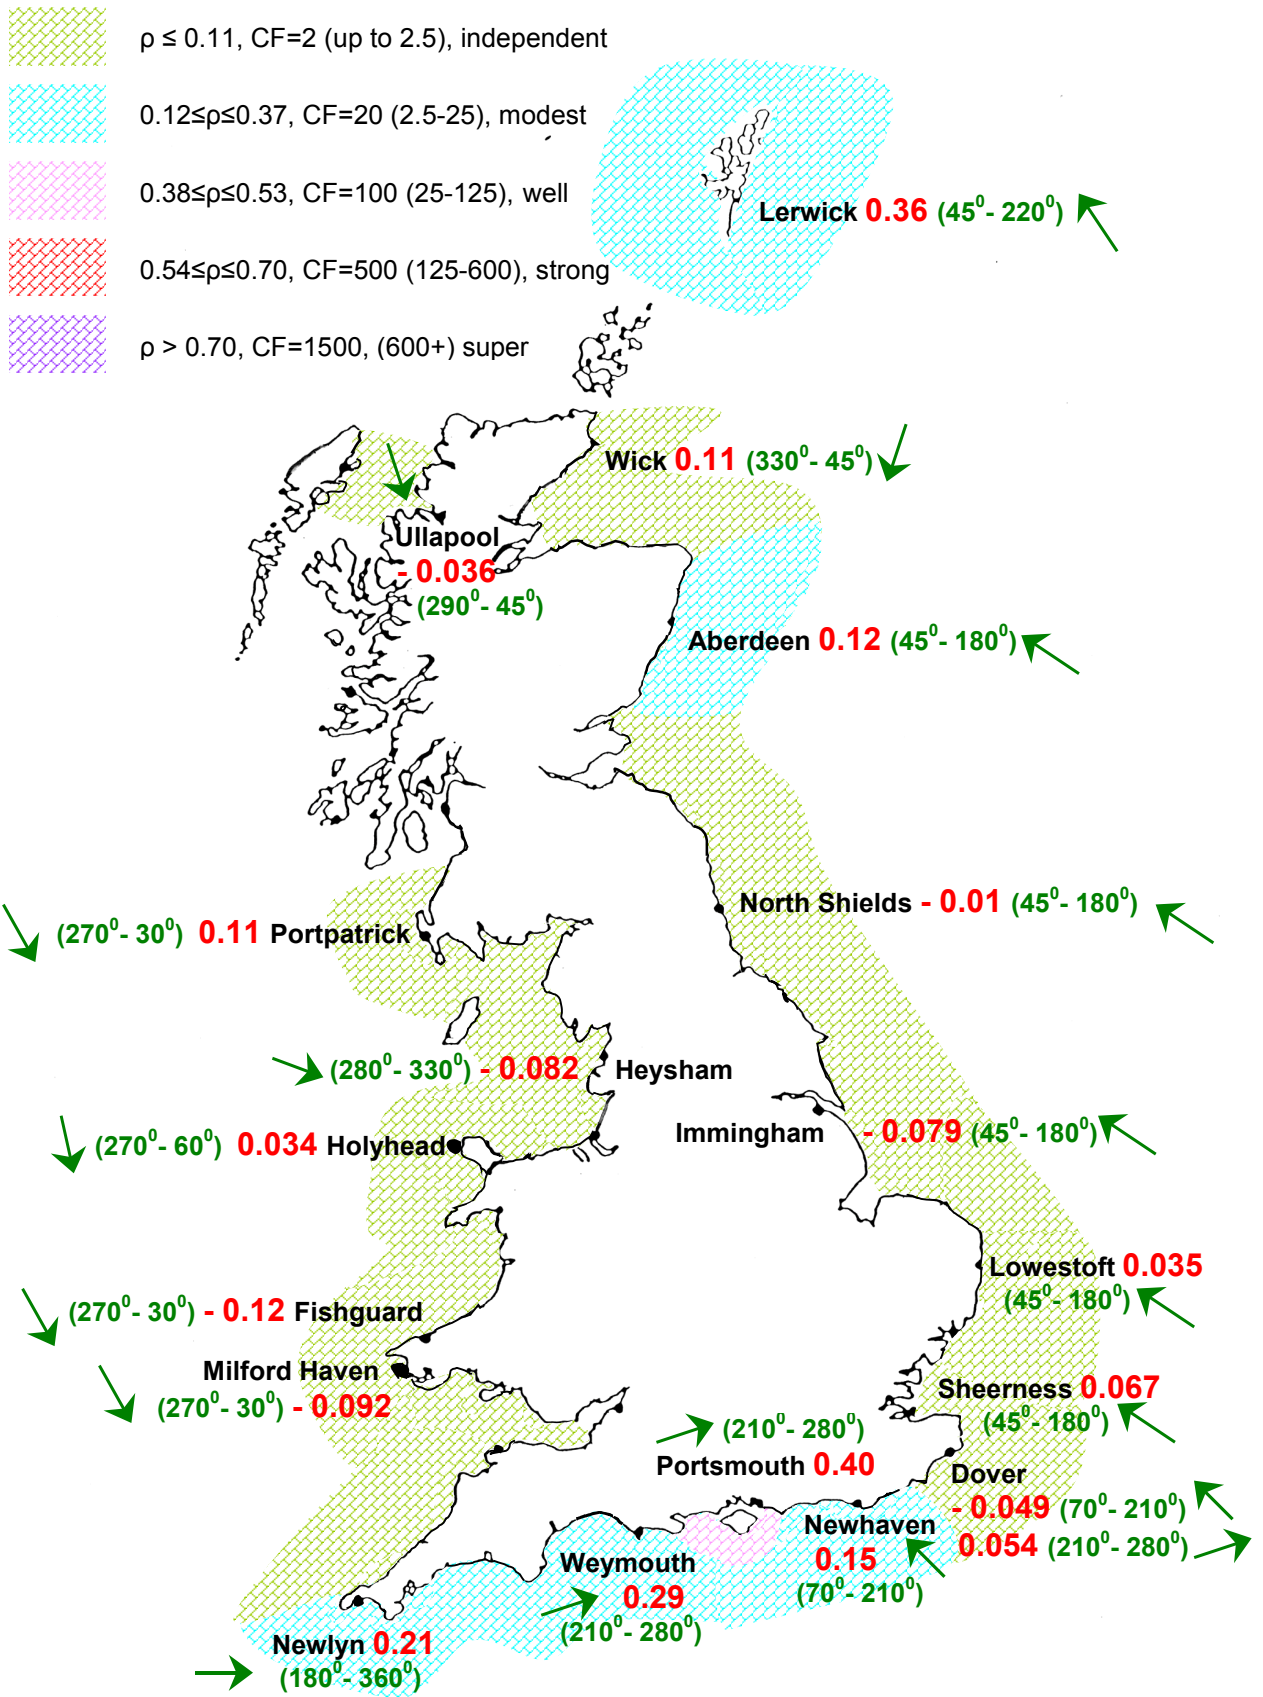 ρ ≤ 0.11, CF=2 (up to 2.5), independent
0.12≤ρ≤0.37, CF=20 (2.5-25), modest
0.38≤ρ≤0.53, CF=100 (25-125), well
0.54≤ρ≤0.70, CF=500 (125-600), strong
ρ > 0.70, CF=1500, (600+) super
Lerwick 0.36 (45⁰- 220⁰)
Wick 0.11 (330⁰- 45⁰)
Ullapool
- 0.036
(290⁰- 45⁰)
Aberdeen 0.12 (45⁰- 180⁰)
North Shields - 0.01 (45⁰- 180⁰)
(270⁰- 30⁰) 0.11 Portpatrick
(280⁰- 330⁰) - 0.082 Heysham
Immingham - 0.079 (45⁰- 180⁰)
(270⁰- 60⁰) 0.034 Holyhead
Lowestoft 0.035
(45⁰- 180⁰)
(270⁰- 30⁰) - 0.12 Fishguard
Milford Haven
(270⁰- 30⁰) - 0.092
Sheerness 0.067
(45⁰- 180⁰)
(210⁰- 280⁰)
Portsmouth 0.40
Dover
- 0.049 (70⁰- 210⁰)
0.054 (210⁰- 280⁰)
Newhaven
0.15
(70⁰- 210⁰)
Weymouth
0.29
(210⁰- 280⁰)
Newlyn 0.21
(180⁰- 360⁰)